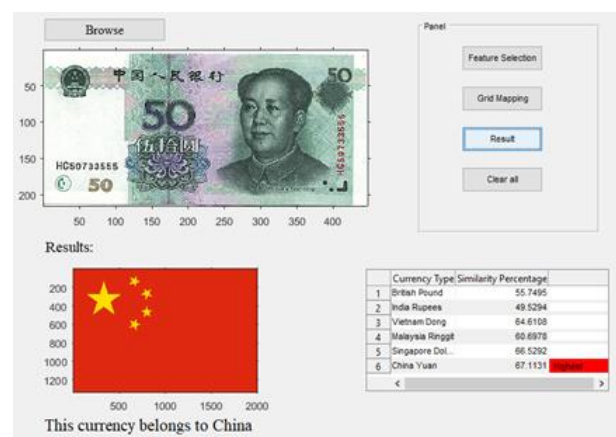 Browse
Panel
Feature Selection
Grid Mapping
Result
Clear all
中国人民银行
50
50
伍拾圆
HG50733555
HG50733555
50
50
100
150
200
50 100 150 200 250 300 350 400
Results:
200
400
600
800
1000
1200
500 1000 1500 2000
This currency belongs to China
Currency Type Similarity Percentage
1 British Pound 55.7495
2 India Rupees 49.5294
3 Vietnam Dong 64.6108
4 Malaysia Ringgit 60.6978
5 Singapore Dol... 66.5292
6 China Yuan 67.1131 Highest